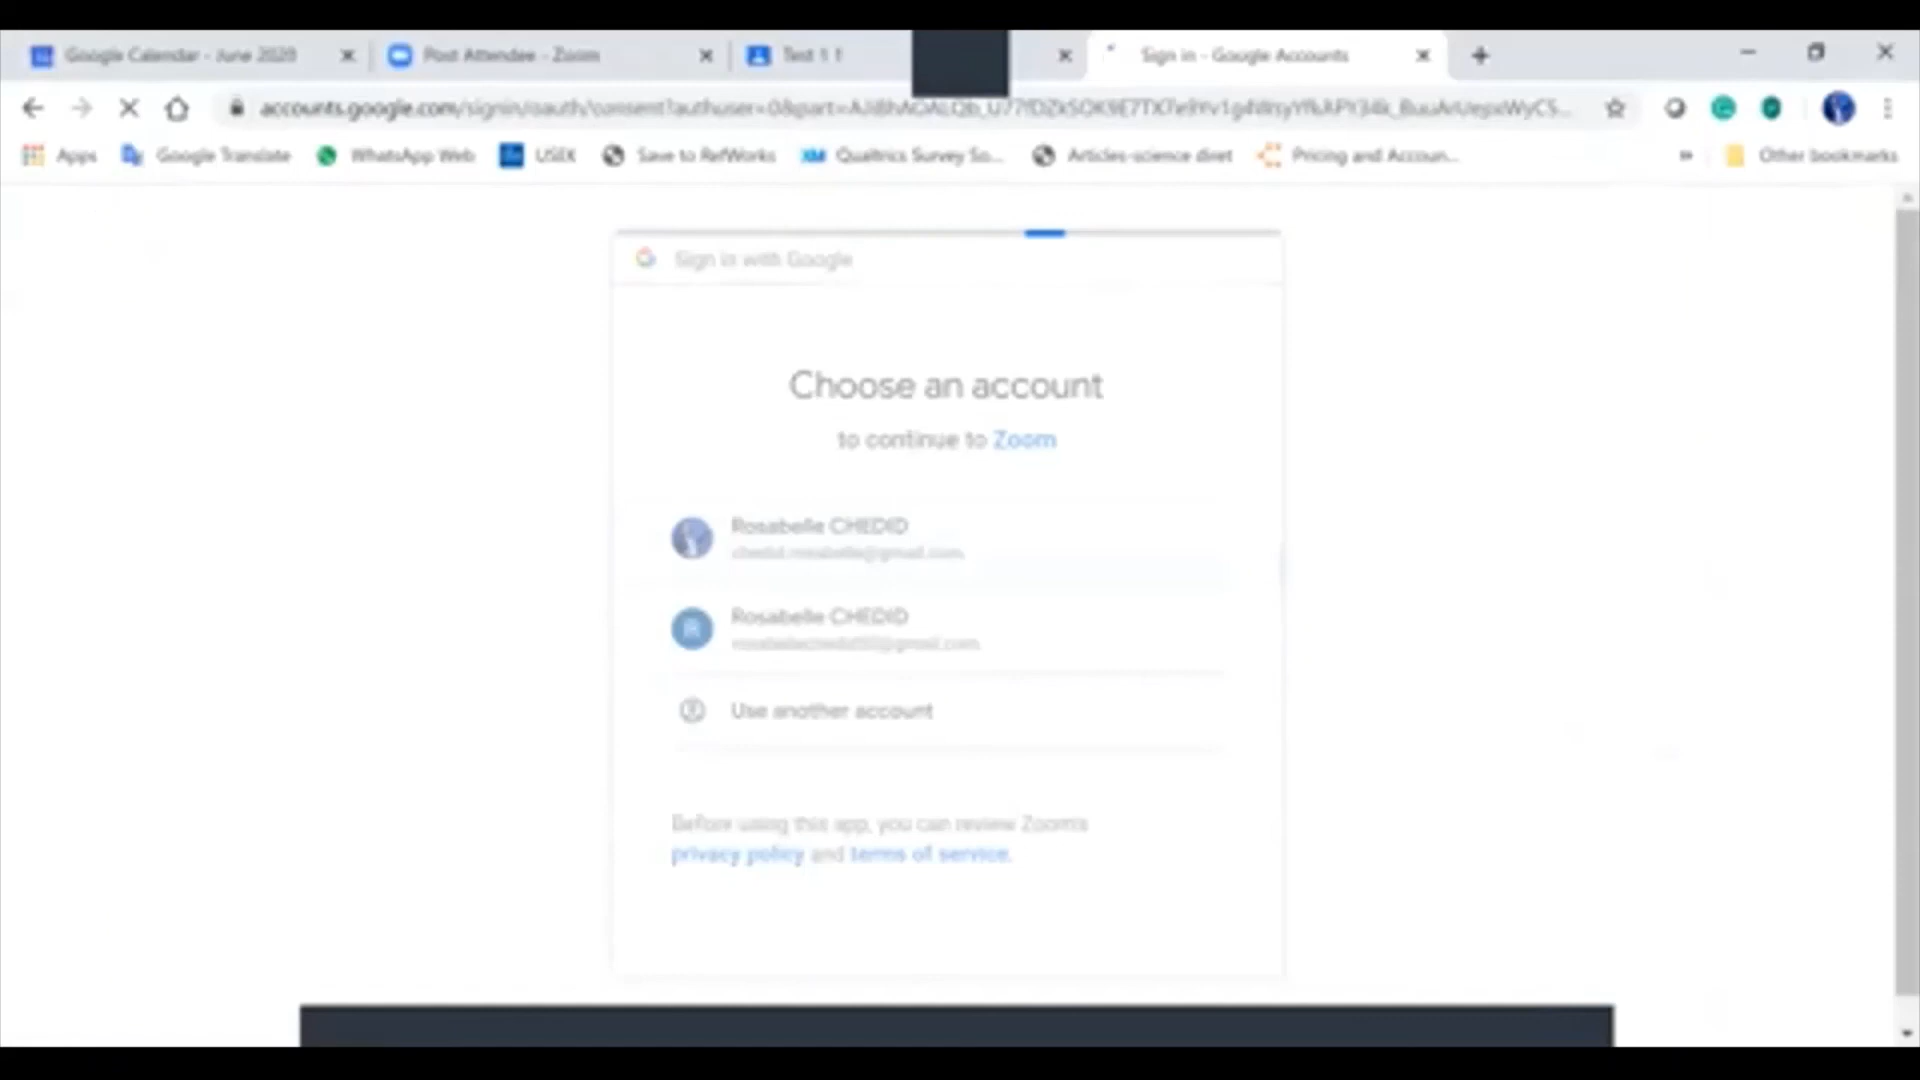 Google Calendar - June 2020
Post Attendee - Zoom
Test 1 1
Sign in - Google Accounts
Apps
Google Translate
WhatsApp Web
USEK
Save to RefWorks
Qualtrics Survey So...
Articles-science diret
Pricing and Accoun...
Other bookmarks
Sign in with Google
Choose an account
to continue to Zoom
Rosabelle CHEDID
Rosabelle CHEDID
R
Use another account
Before using this app, you can review Zoom's
privacy policy and terms of service.